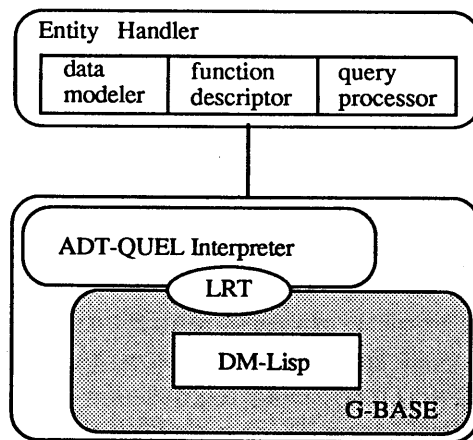 Entity Handler
data modeler
function descriptor
query processor
ADT-QUEL Interpreter
LRT
DM-Lisp
G-BASE